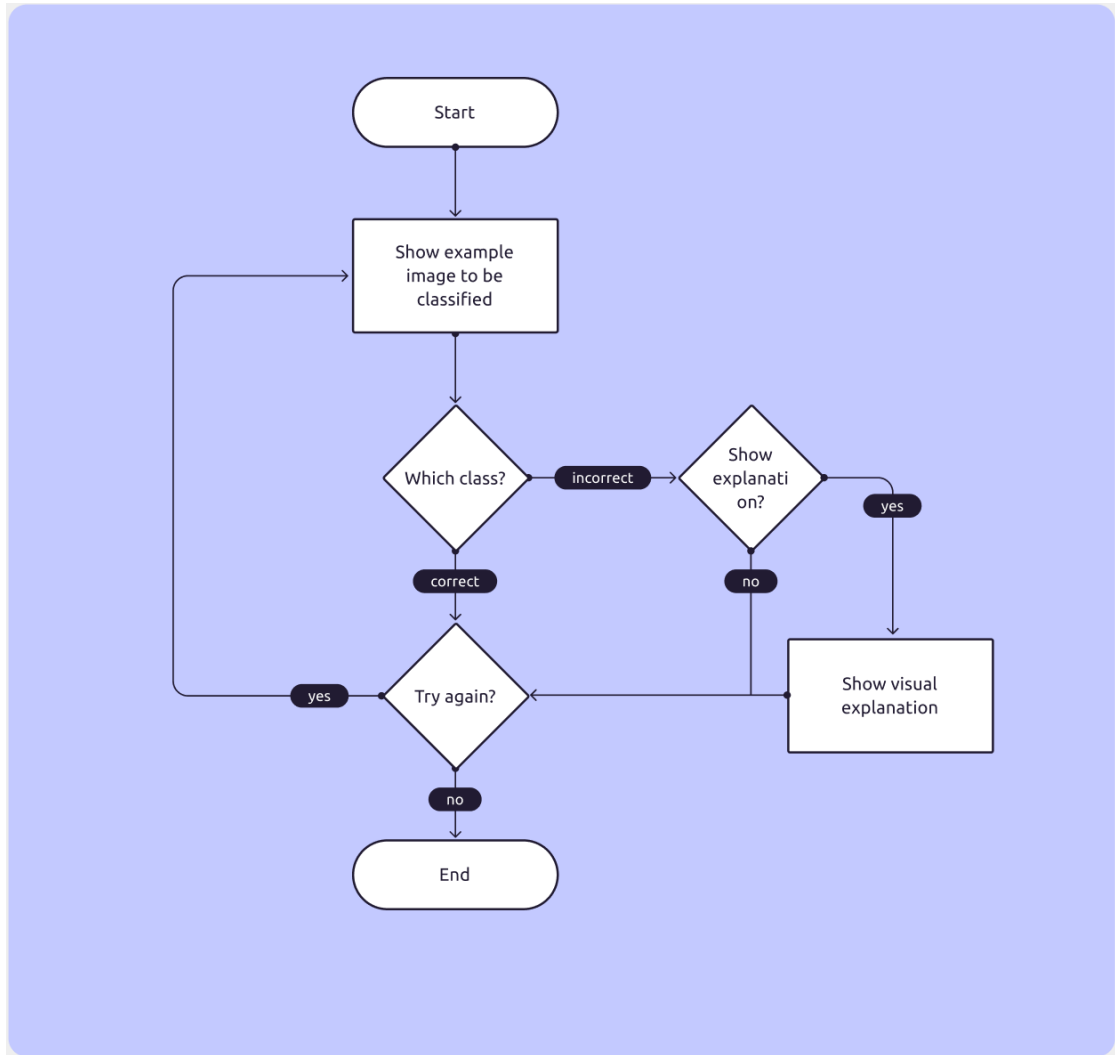 Start
Show example
image to be
classified
Which class?
incorrect
Show
explanati
on?
yes
correct
no
Try again?
yes
Show visual
explanation
no
End